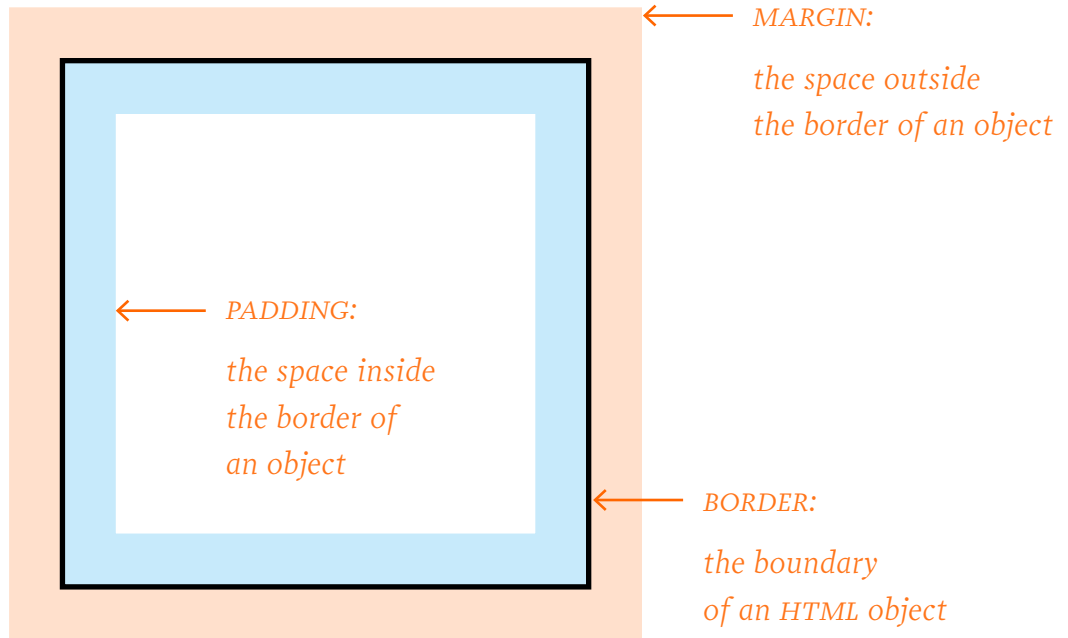 MARGIN:
the space outside
the border of an object
PADDING:
the space inside
the border of
an object
BORDER:
the boundary
of an HTML object